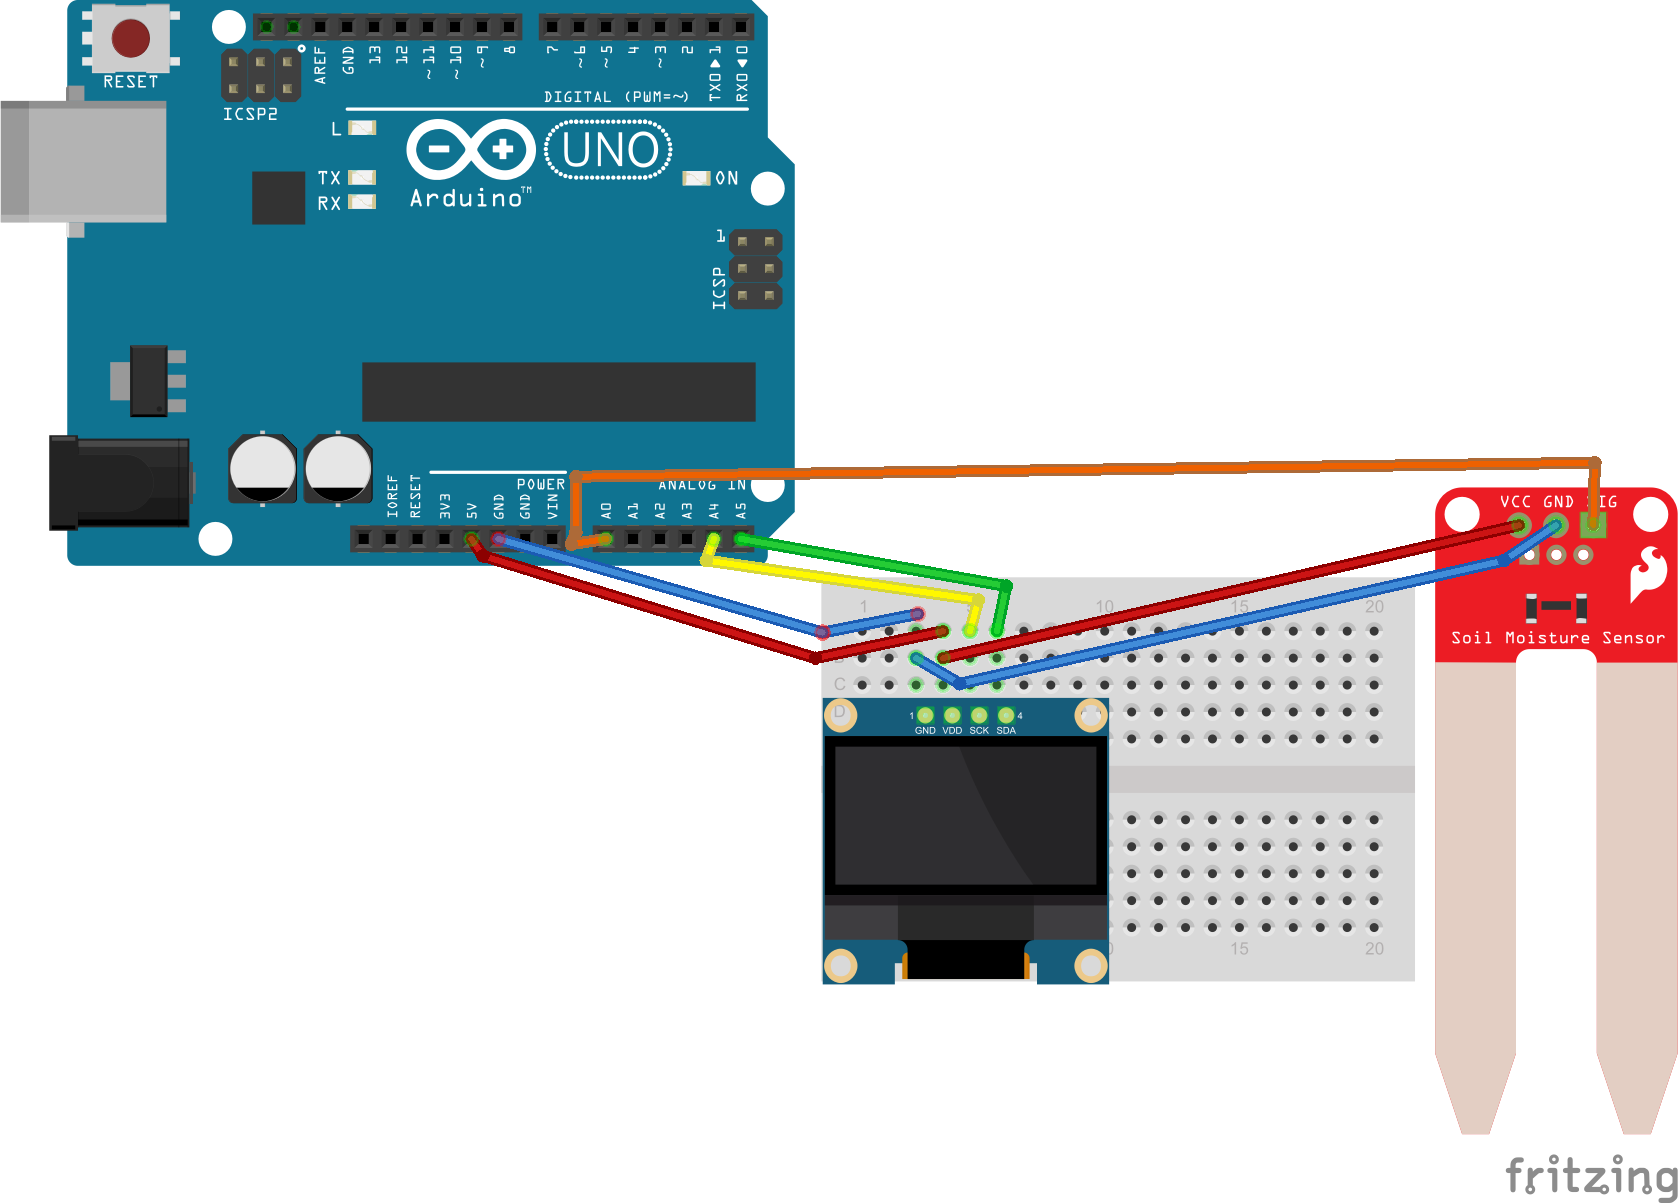 RESET
ICSP2
AREF
GND
13
12
~11
~10
~9
8
7
~6
~5
4
~3
2
TX0▶1
RX0◀0
DIGITAL (PWM=~)
L
TX
RX
UNO
Arduino™
ON
1
ICSP
POWER
ANALOG IN
IOREF
RESET
3V3
5V
GND
GND
VIN
A0
A1
A2
A3
A4
A5
VCC GND SIG
Soil Moisture Sensor
1
10
15
20
C
D
1
4
GND VDD SCK SDA
15
20
fritzing